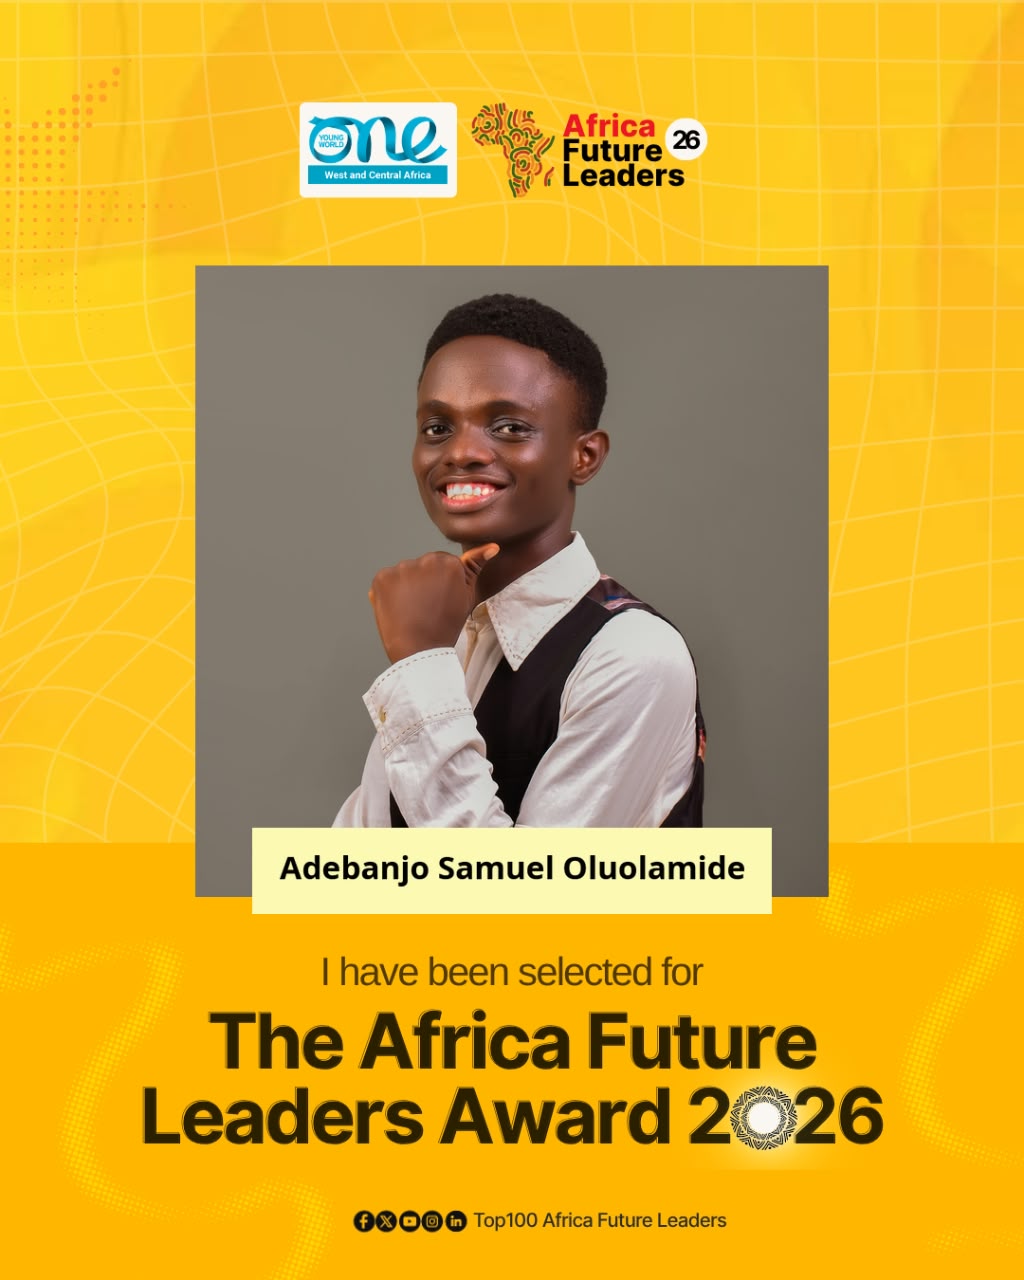 one
YOUNG
WORLD
West and Central Africa
Africa
Future
Leaders
26
Adebanjo Samuel Oluolamide
I have been selected for
The Africa Future
Leaders Award 2026
Top100 Africa Future Leaders